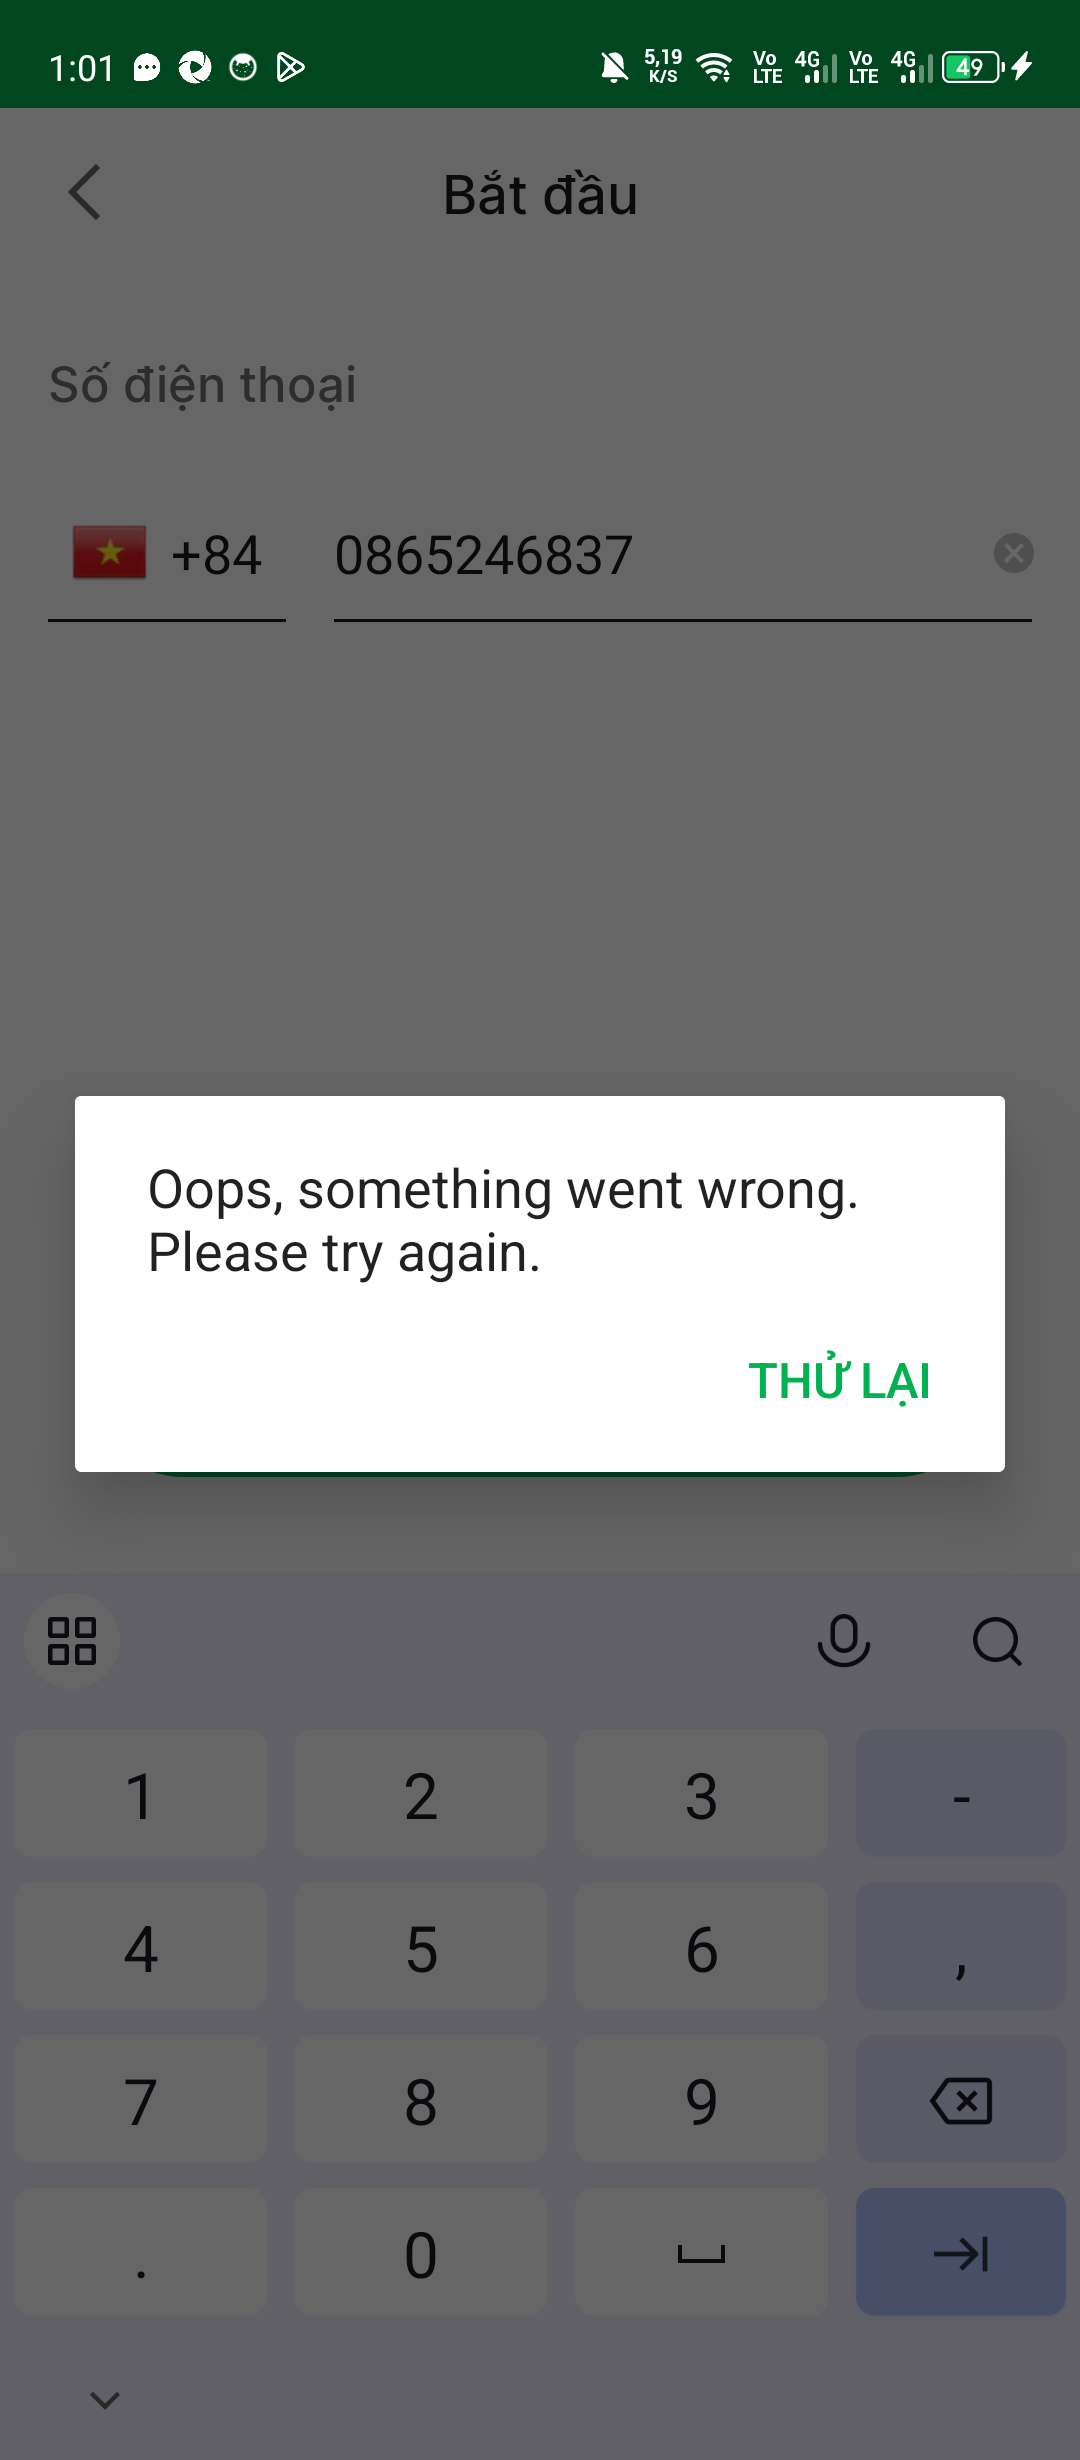 1:01 5,19 K/S Vo LTE 4G Vo LTE 4G 49
Bắt đầu
Số điện thoại
+84 0865246837
Oops, something went wrong.
Please try again.
THỬ LẠI
1 2 3 -
4 5 6 ,
7 8 9
. 0